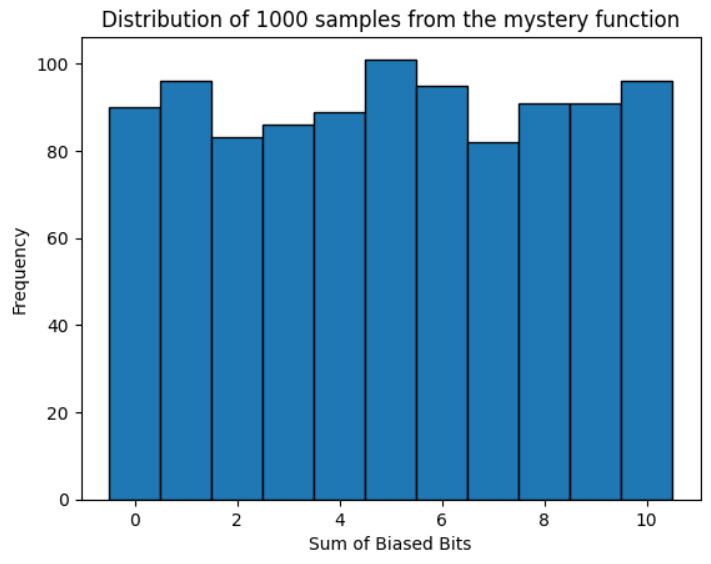 Distribution of 1000 samples from the mystery function
100
80
60
40
20
0
Frequency
0 2 4 6 8 10
Sum of Biased Bits